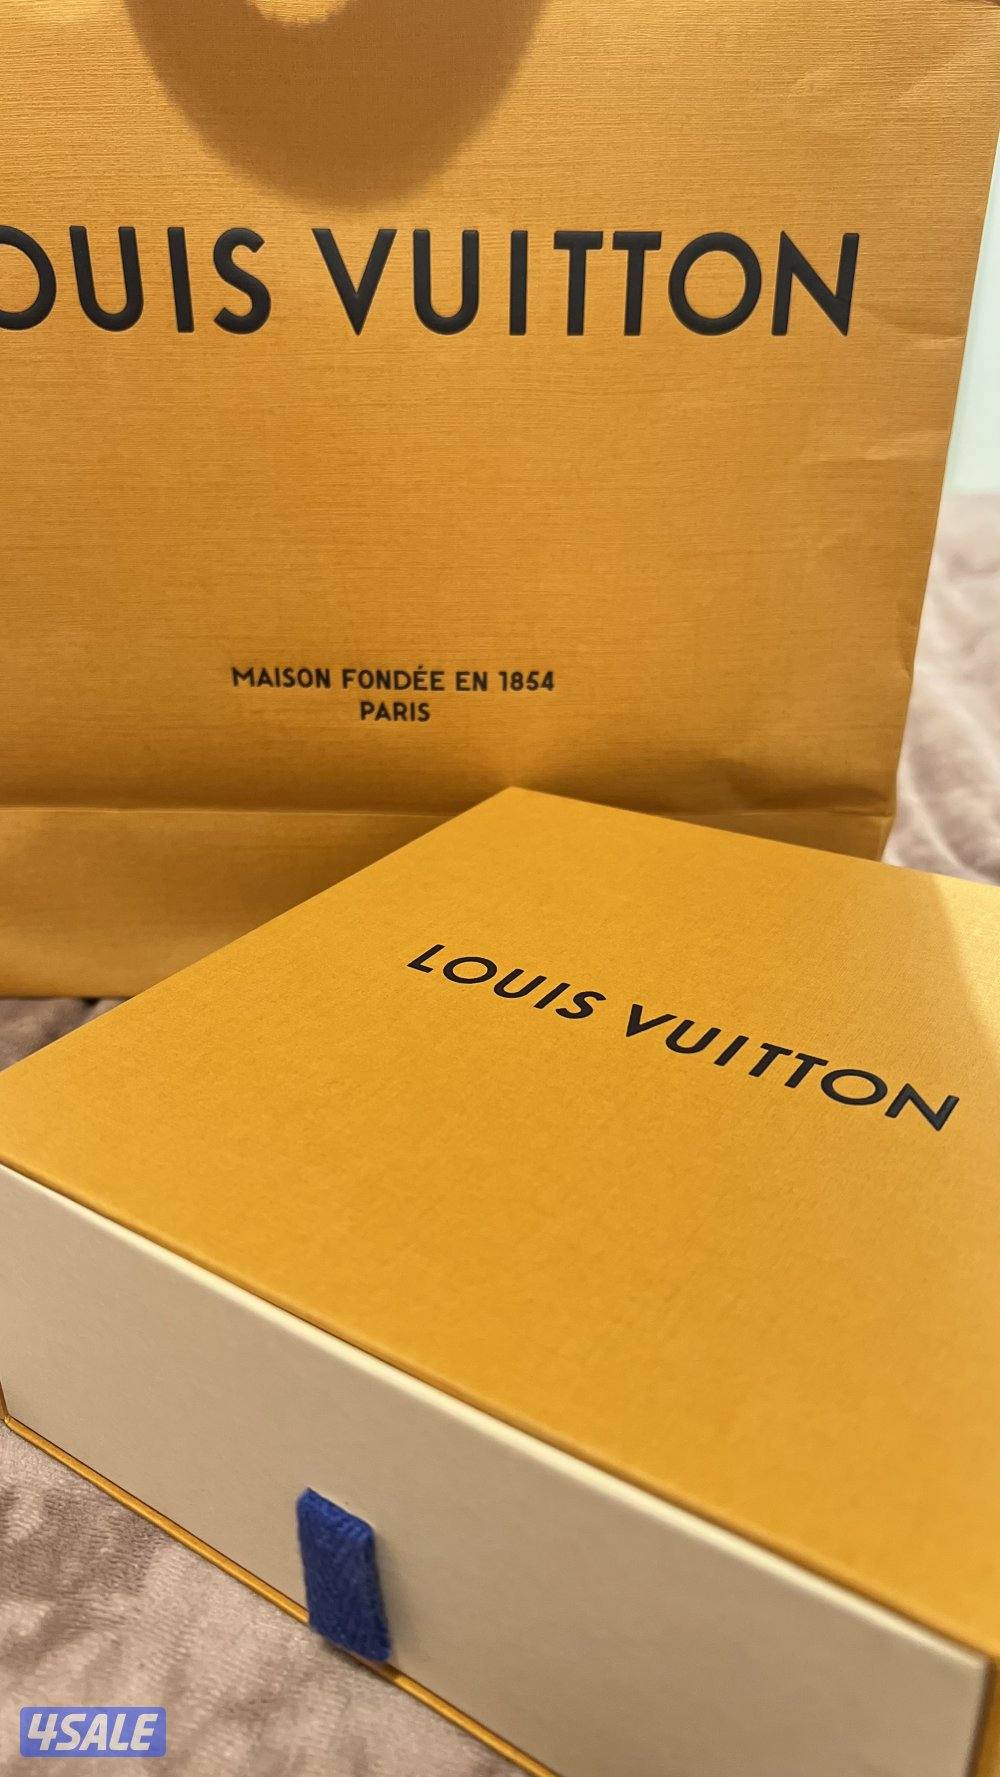 OUIS VUITTON
MAISON FONDÉE EN 1854
PARIS
LOUIS VUITTON
4SALE